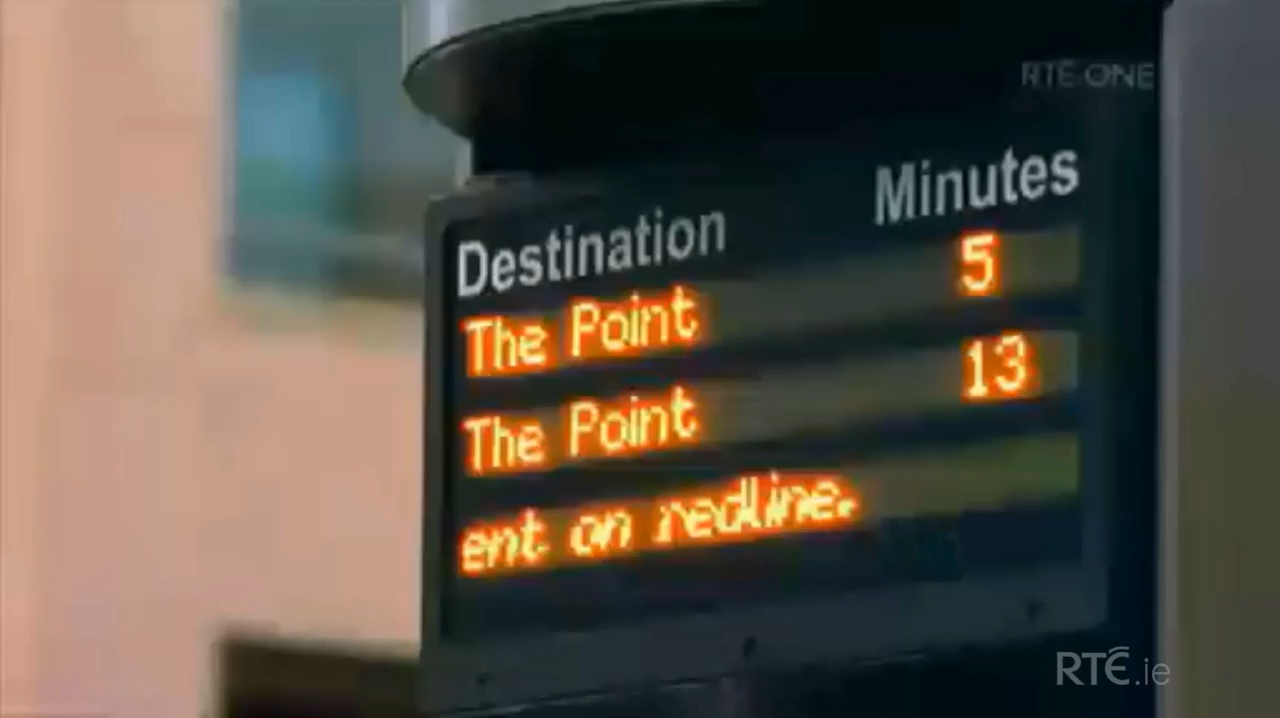 RTÉ ONE
Destination Minutes
The Point 5
The Point 13
ent on redline.
RTÉ.ie